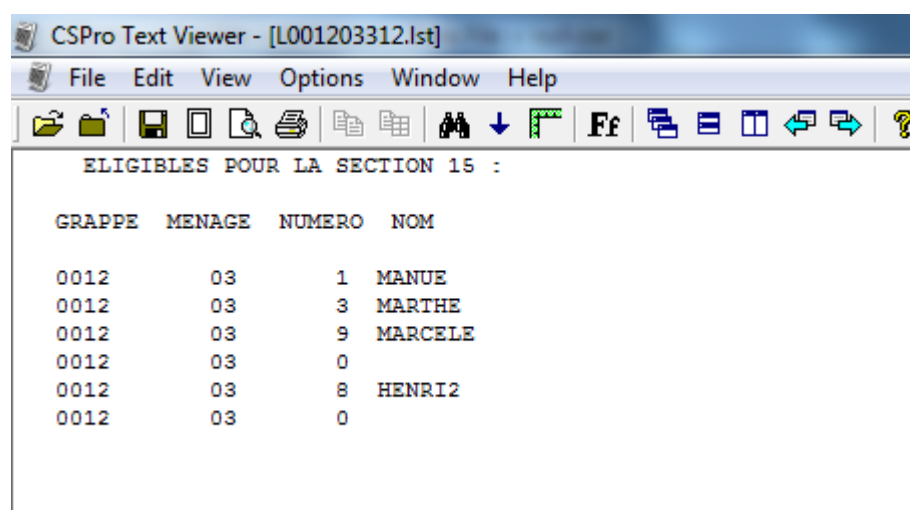 CSPro Text Viewer - [L001203312.lst]
File Edit View Options Window Help
Ff
ELIGIBLES POUR LA SECTION 15 :
GRAPPE MENAGE NUMERO NOM
0012 03 1 MANUE
0012 03 3 MARTHE
0012 03 9 MARCELE
0012 03 0
0012 03 8 HENRI2
0012 03 0